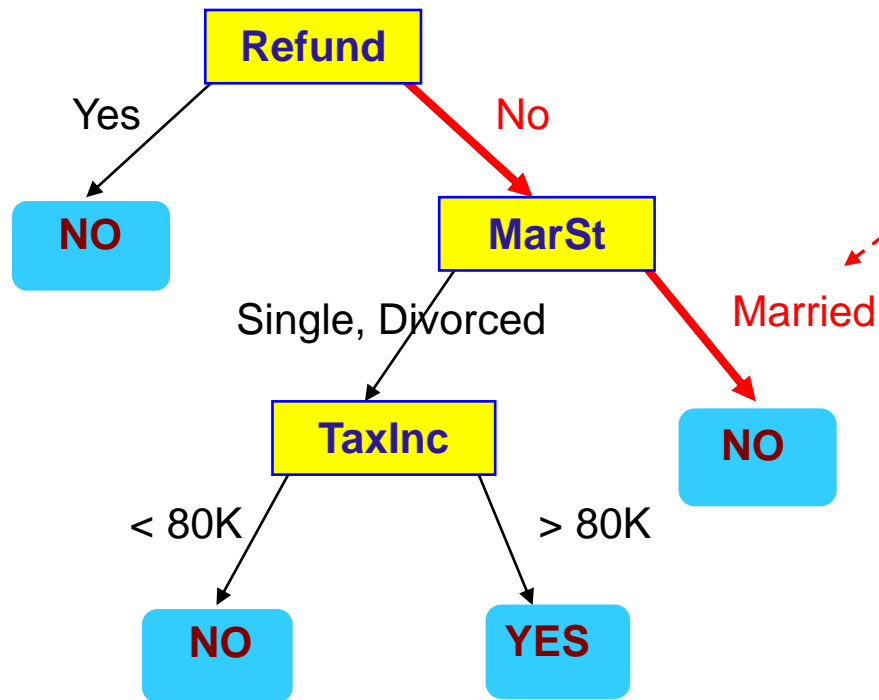 Refund
Yes
No
NO
MarSt
Single, Divorced
Married
TaxInc
NO
< 80K
> 80K
NO
YES